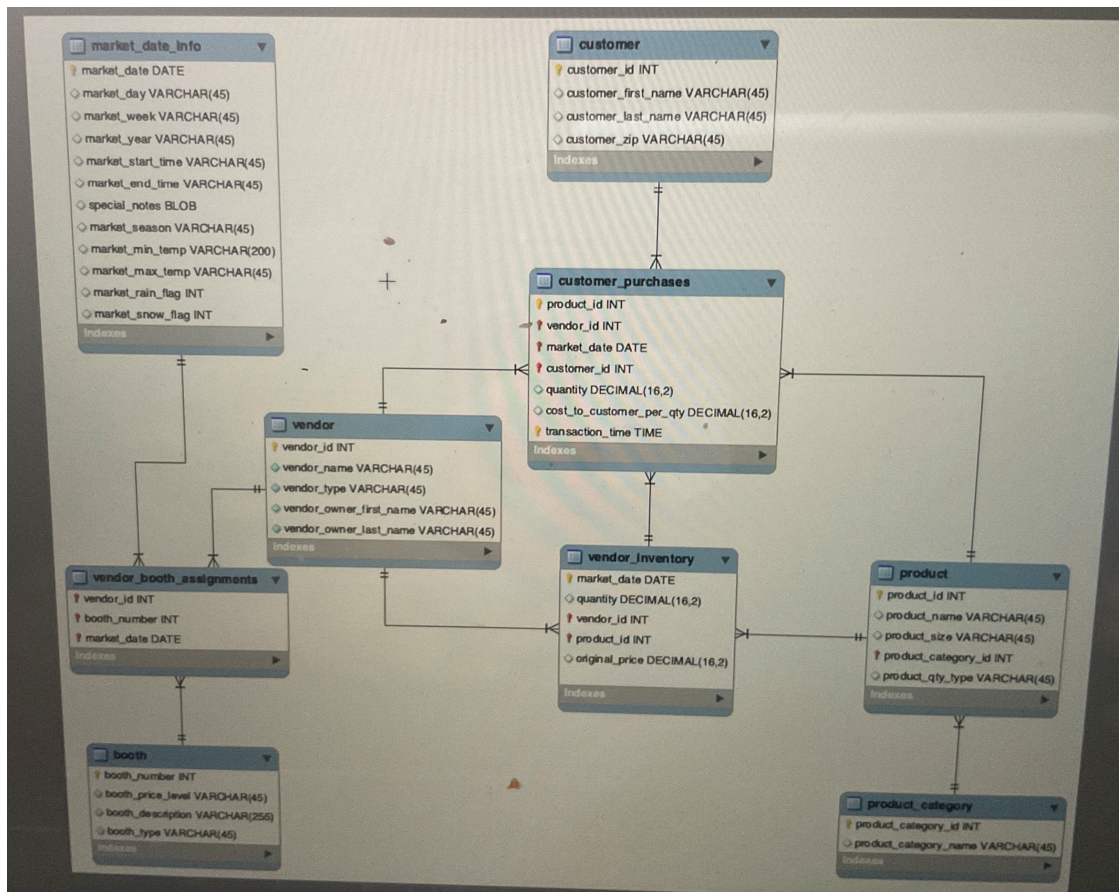 market_date_info
market_date DATE
market_day VARCHAR(45)
market_week VARCHAR(45)
market_year VARCHAR(45)
market_start_time VARCHAR(45)
market_end_time VARCHAR(45)
special_notes BLOB
market_season VARCHAR(45)
market_min_temp VARCHAR(200)
market_max_temp VARCHAR(45)
market_rain_flag INT
market_snow_flag INT
Indexes
customer
customer_id INT
customer_first_name VARCHAR(45)
customer_last_name VARCHAR(45)
customer_zip VARCHAR(45)
Indexes
customer_purchases
product_id INT
vendor_id INT
market_date DATE
customer_id INT
quantity DECIMAL(16,2)
cost_to_customer_per_qty DECIMAL(16,2)
transaction_time TIME
Indexes
vendor
vendor_id INT
vendor_name VARCHAR(45)
vendor_type VARCHAR(45)
vendor_owner_first_name VARCHAR(45)
vendor_owner_last_name VARCHAR(45)
Indexes
vendor_booth_assignments
vendor_id INT
booth_number INT
market_date DATE
Indexes
vendor_inventory
market_date DATE
quantity DECIMAL(16,2)
vendor_id INT
product_id INT
original_price DECIMAL(16,2)
Indexes
product
product_id INT
product_name VARCHAR(45)
product_size VARCHAR(45)
product_category_id INT
product_qty_type VARCHAR(45)
Indexes
booth
booth_number INT
booth_price_level VARCHAR(45)
booth_description VARCHAR(255)
booth_type VARCHAR(45)
Indexes
product_category
product_category_id INT
product_category_name VARCHAR(45)
Indexes